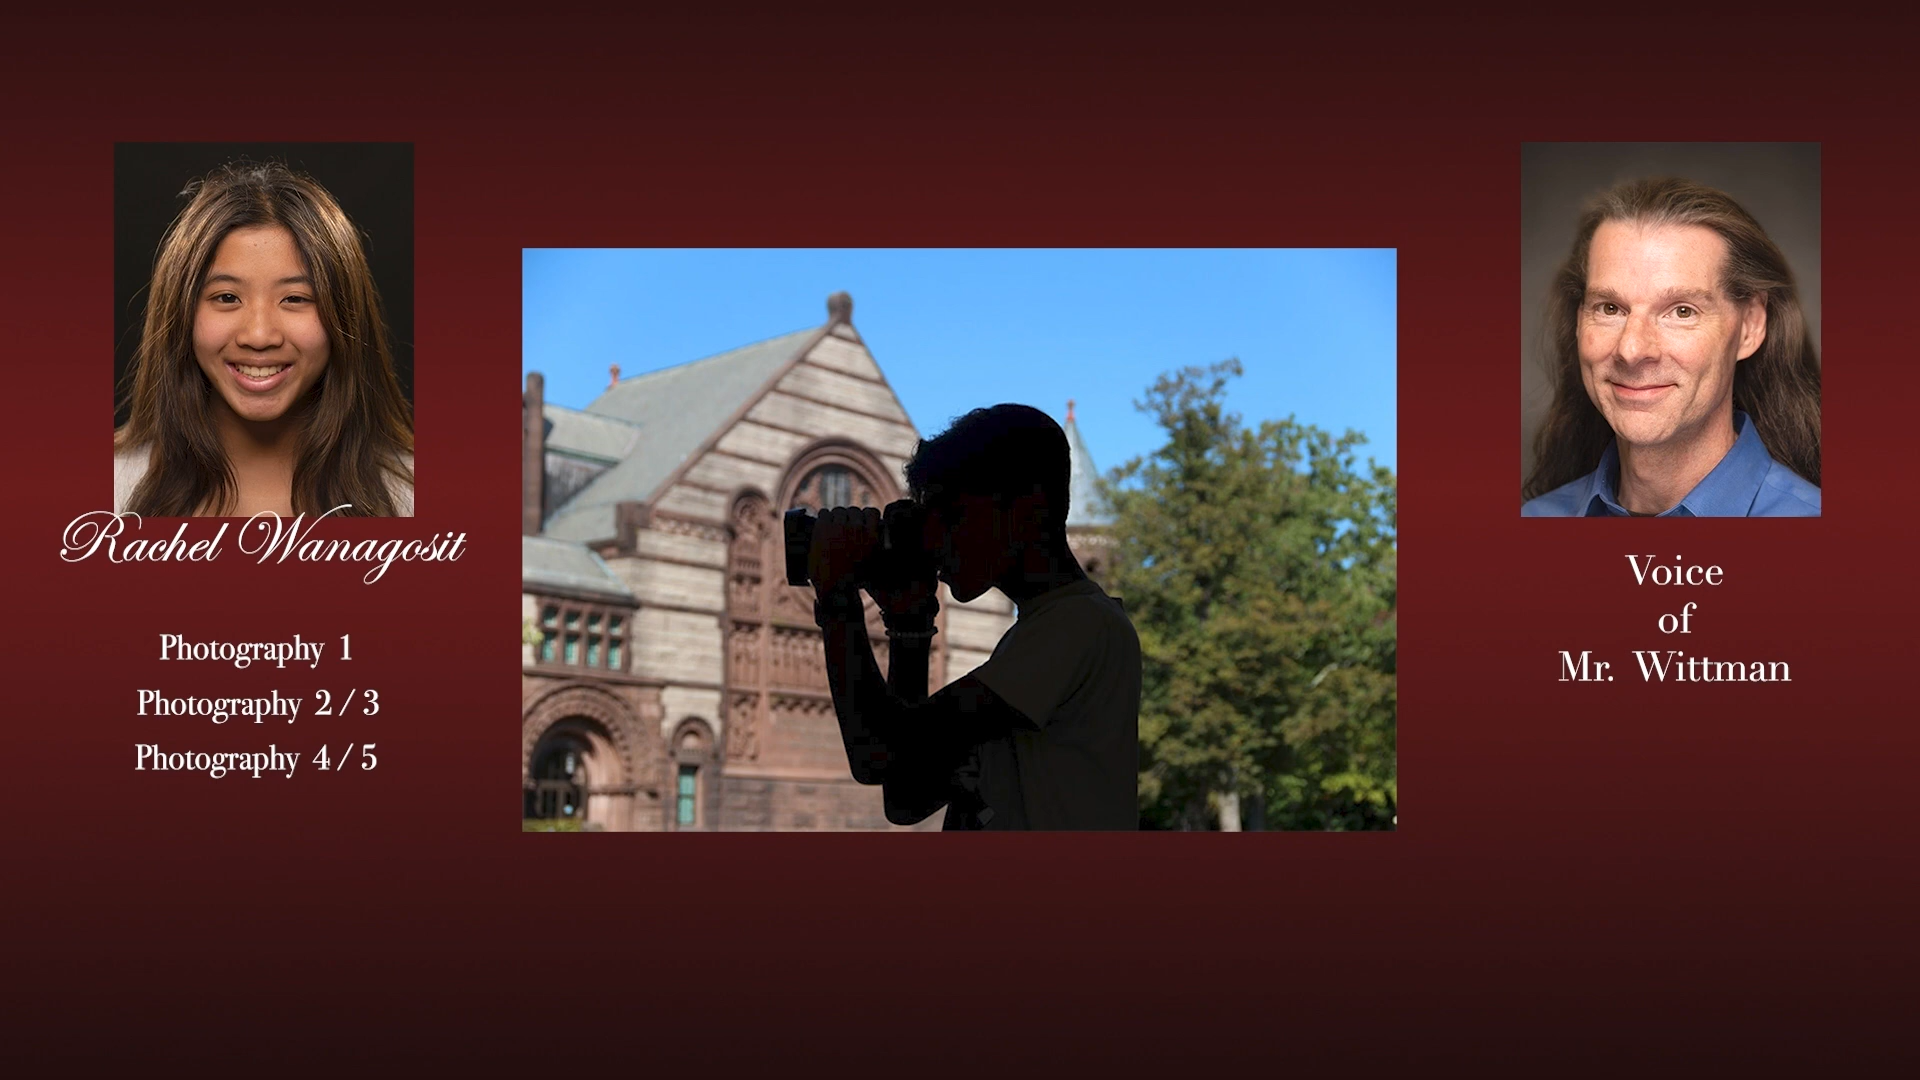 Rachel Wanagosit
Photography 1
Photography 2 / 3
Photography 4 / 5
Voice
of
Mr. Wittman